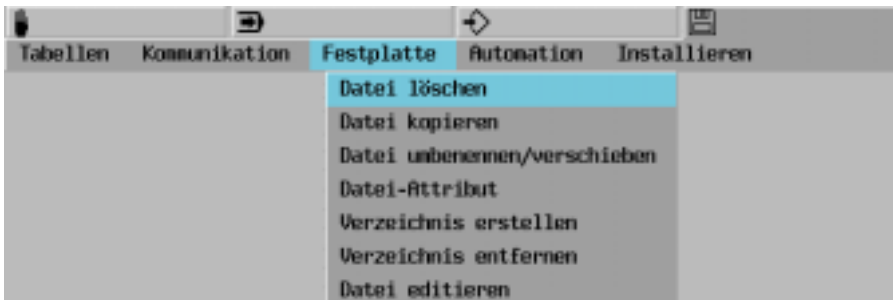 Tabellen Kommunikation Festplatte Automation Installieren
Datei löschen
Datei kopieren
Datei umbenennen/verschieben
Datei-Attribut
Verzeichnis erstellen
Verzeichnis entfernen
Datei editieren